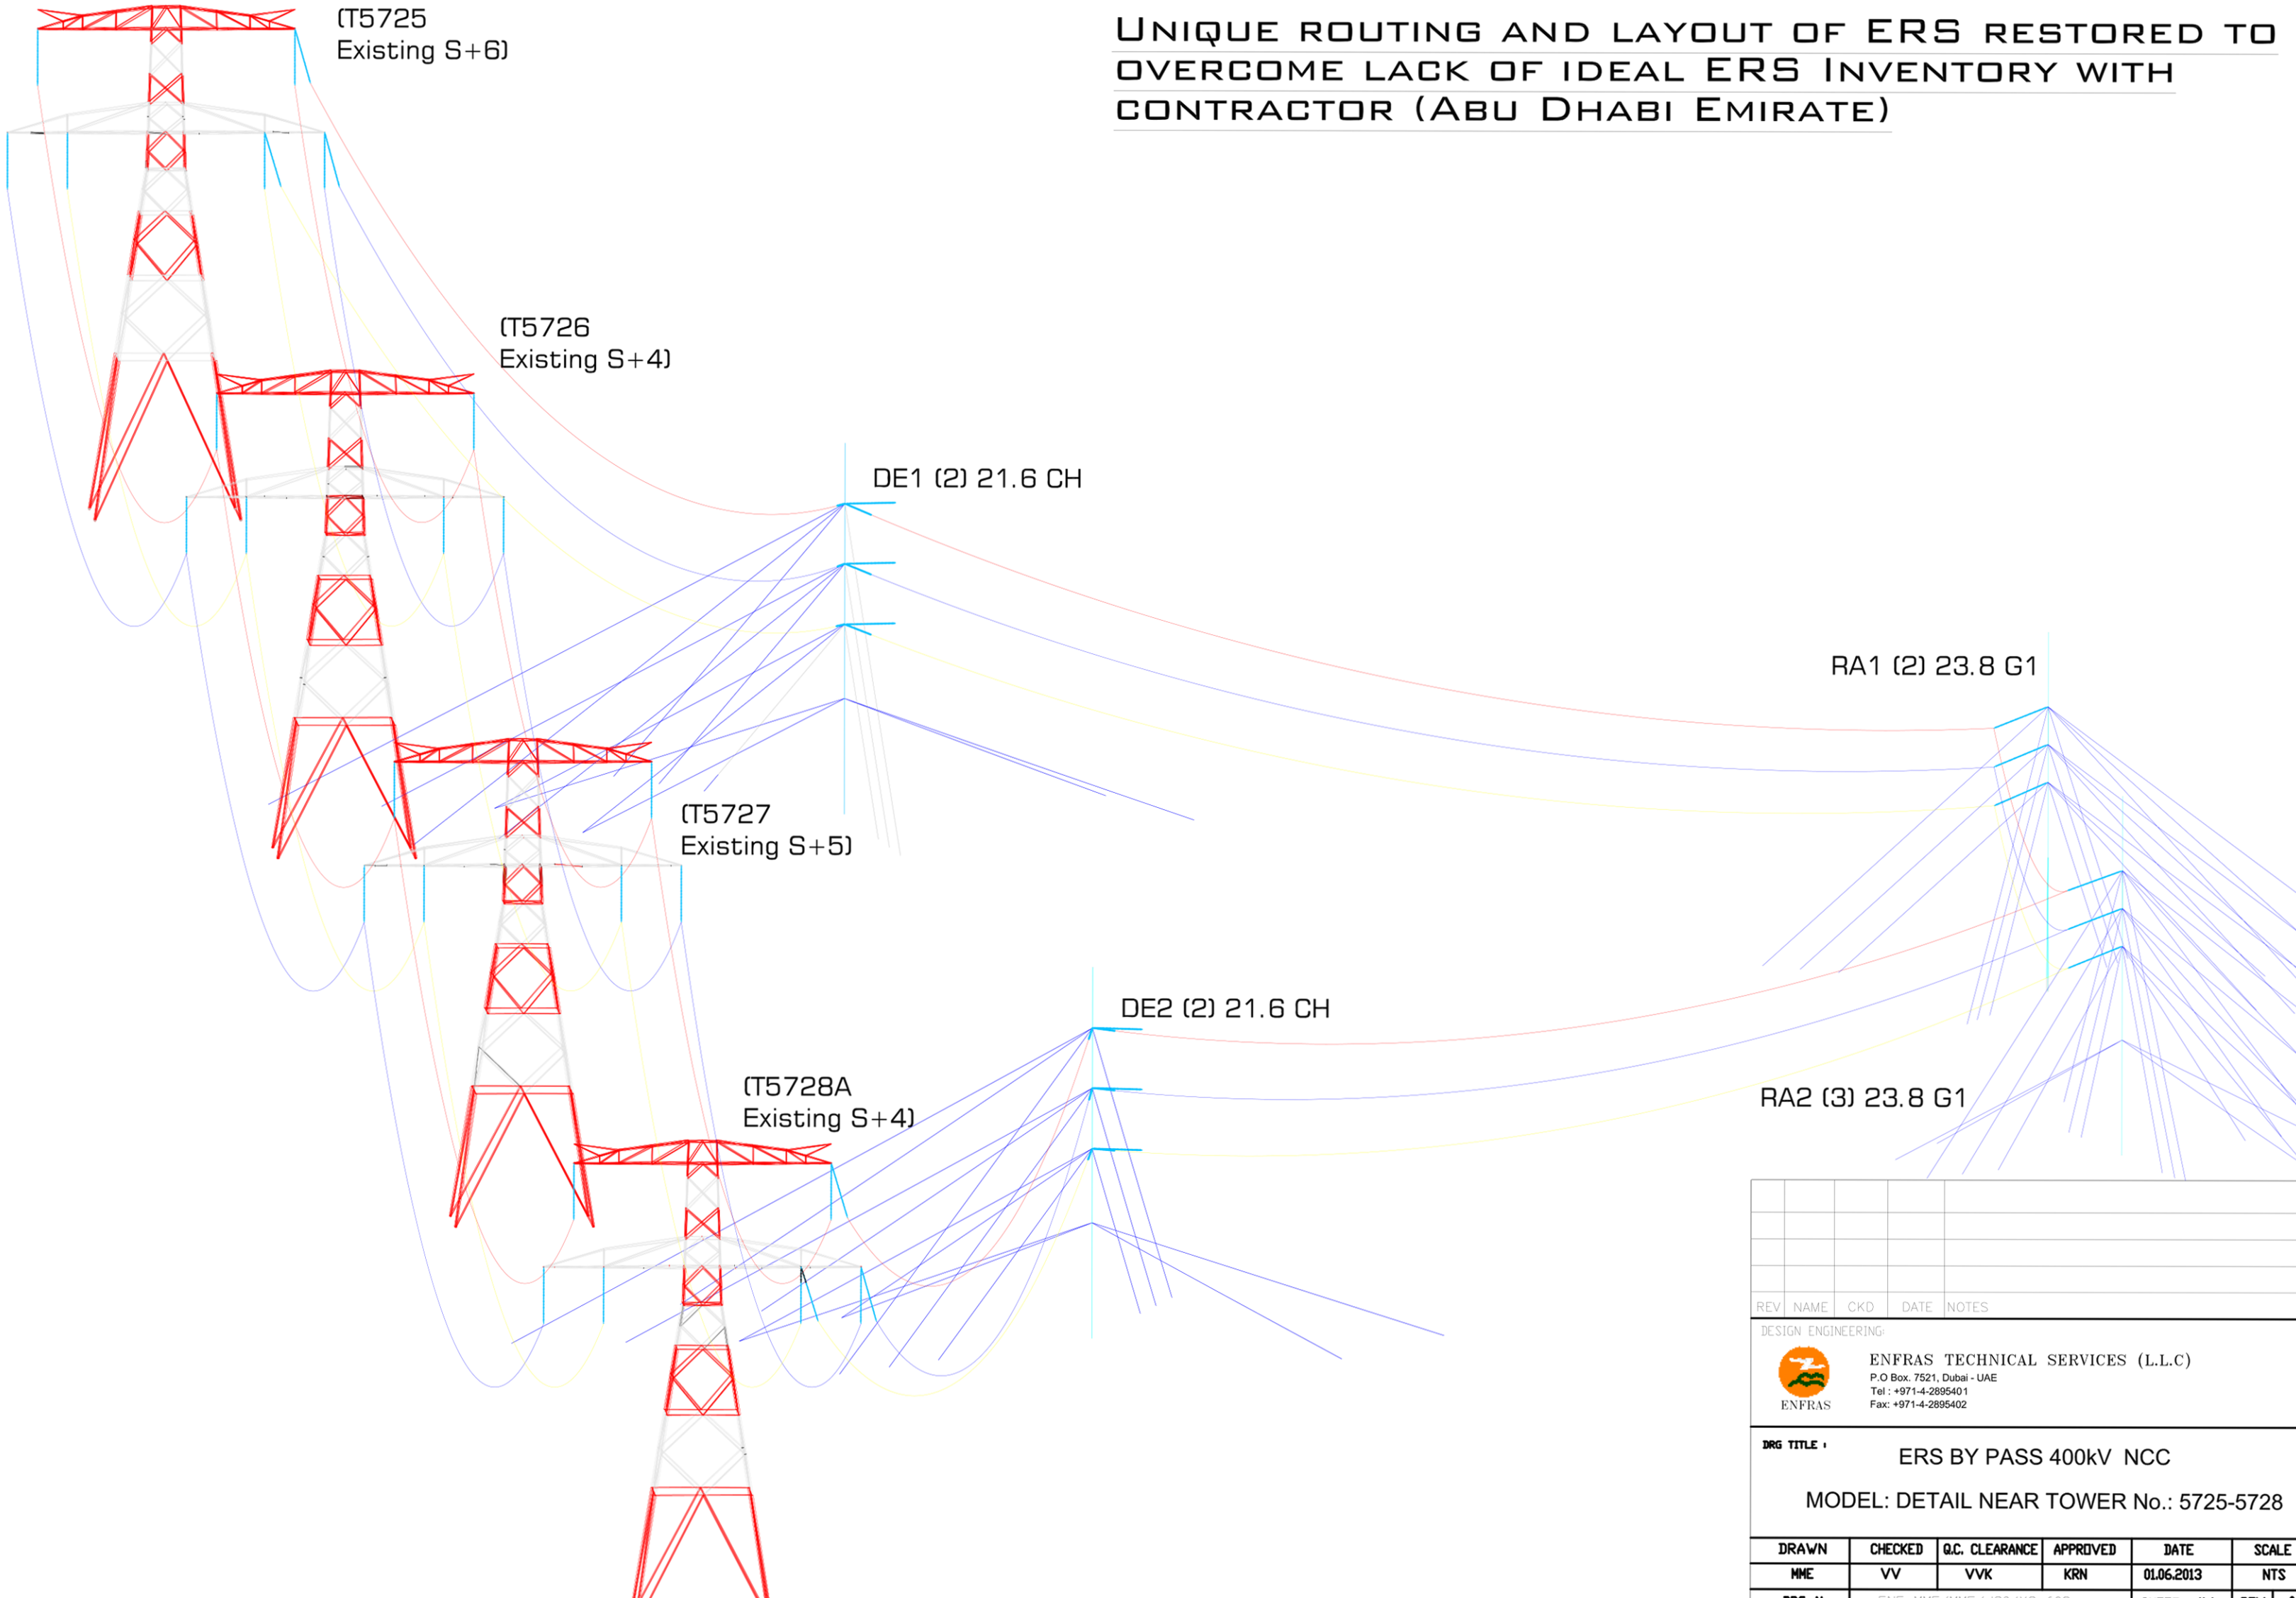 UNIQUE ROUTING AND LAYOUT OF ERS RESTORED TO
OVERCOME LACK OF IDEAL ERS INVENTORY WITH
CONTRACTOR (ABU DHABI EMIRATE)
(T5725
Existing S+6)
(T5726
Existing S+4)
DE1 (2) 21.6 CH
RA1 (2) 23.8 G1
(T5727
Existing S+5)
DE2 (2) 21.6 CH
(T5728A
Existing S+4)
RA2 (3) 23.8 G1
REV NAME CKD DATE NOTES
DESIGN ENGINEERING:
ENFRAS TECHNICAL SERVICES (L.L.C)
P.O Box. 7521, Dubai - UAE
Tel : +971-4-2895401
Fax: +971-4-2895402
ENFRAS
DRG TITLE :
ERS BY PASS 400kV NCC
MODEL: DETAIL NEAR TOWER No.: 5725-5728
DRAWN CHECKED Q.C. CLEARANCE APPROVED DATE SCALE
MME VV VVK KRN 01.06.2013 NTS